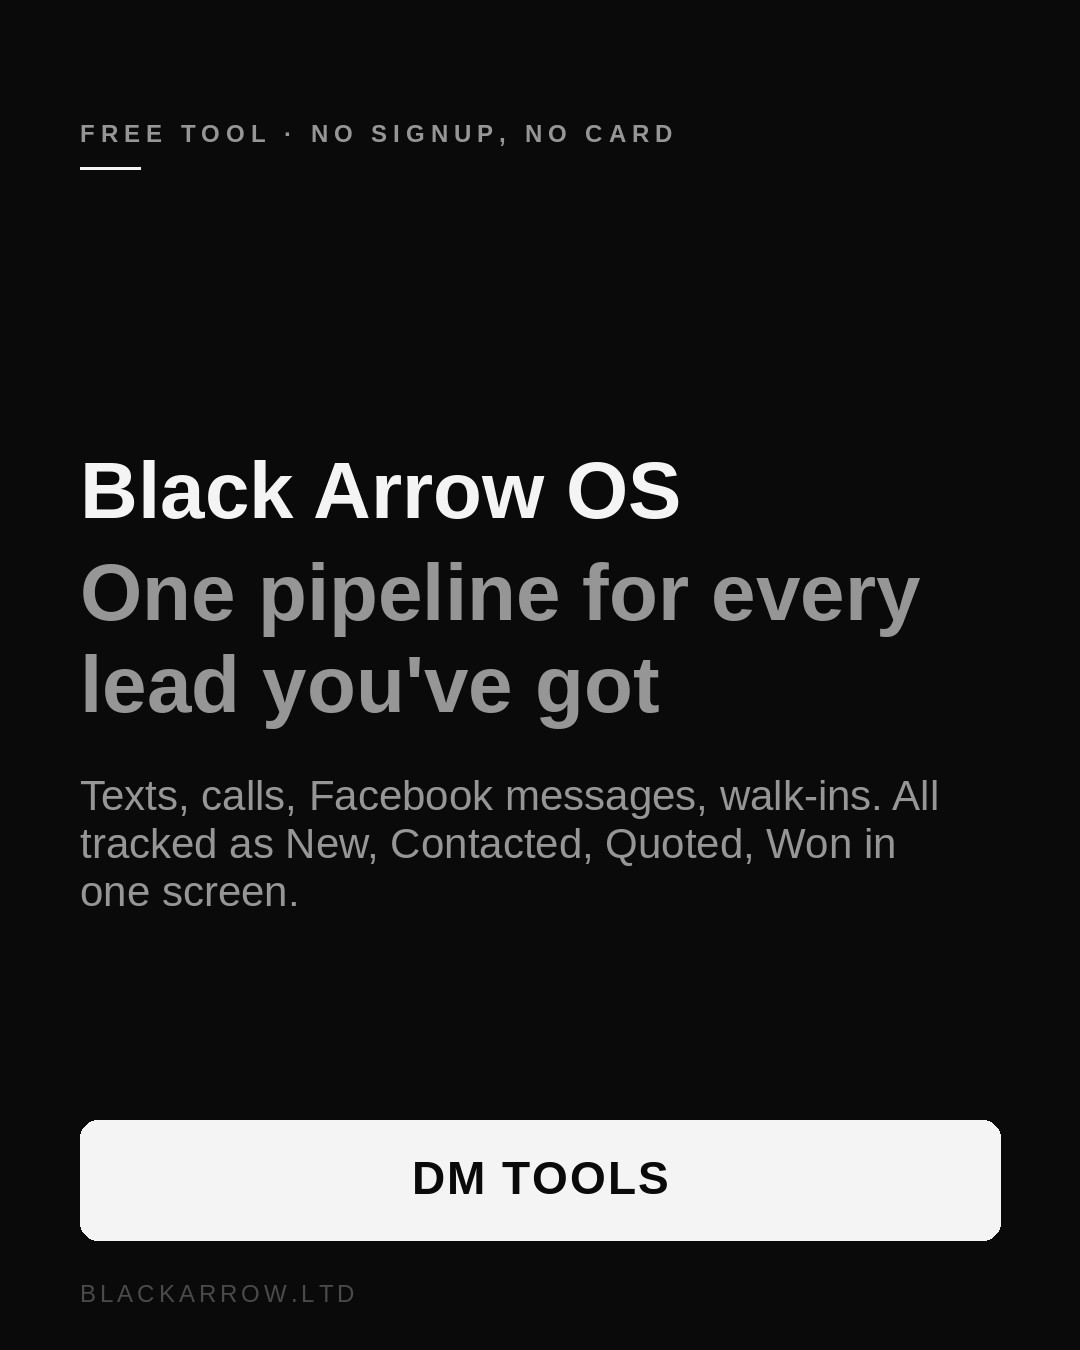 FREE TOOL · NO SIGNUP, NO CARD
Black Arrow OS
One pipeline for every
lead you've got
Texts, calls, Facebook messages, walk-ins. All
tracked as New, Contacted, Quoted, Won in
one screen.
DM TOOLS
BLACKARROW.LTD